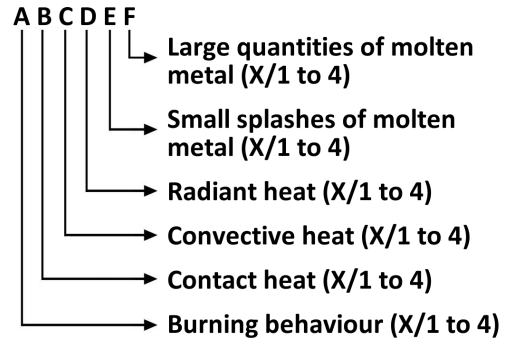 A B C D E F
Large quantities of molten
metal (X/1 to 4)
Small splashes of molten
metal (X/1 to 4)
Radiant heat (X/1 to 4)
Convective heat (X/1 to 4)
Contact heat (X/1 to 4)
Burning behaviour (X/1 to 4)